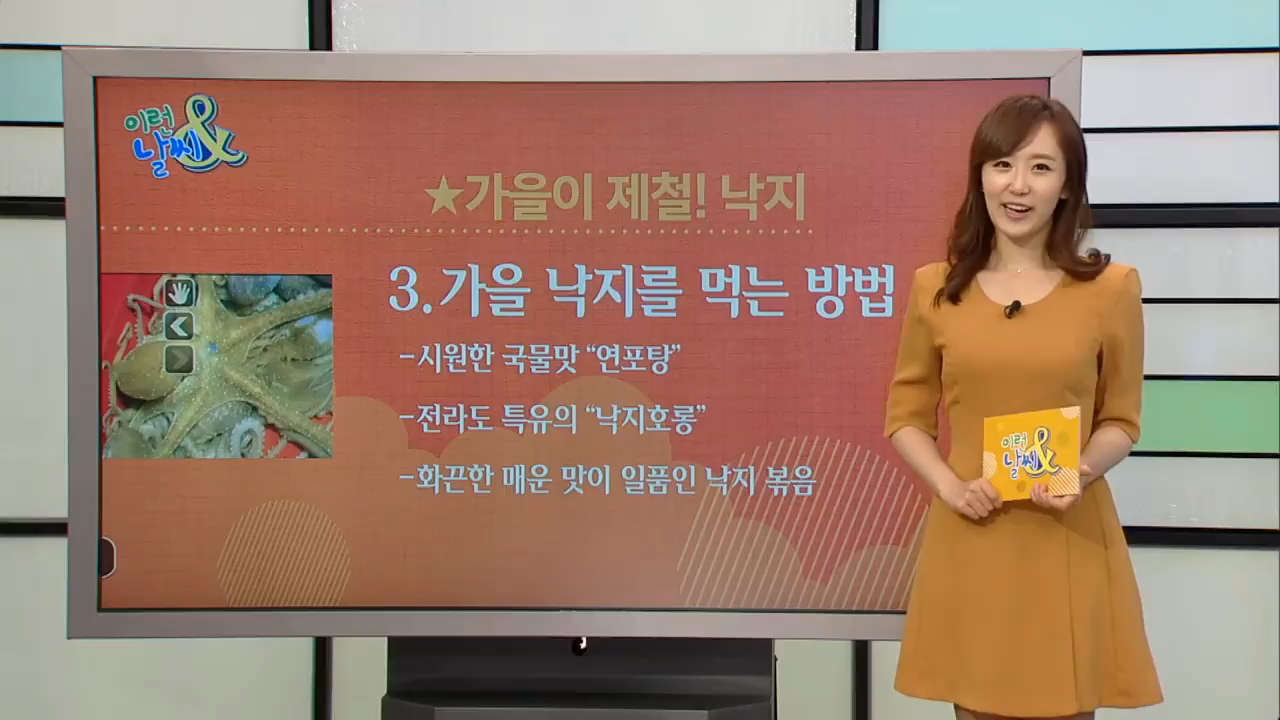 이런
날씨&
★가을이 제철! 낙지
3.가을 낙지를 먹는 방법
-시원한 국물맛 “연포탕”
-전라도 특유의 “낙지호롱”
-화끈한 매운 맛이 일품인 낙지 볶음
이런
날씨&